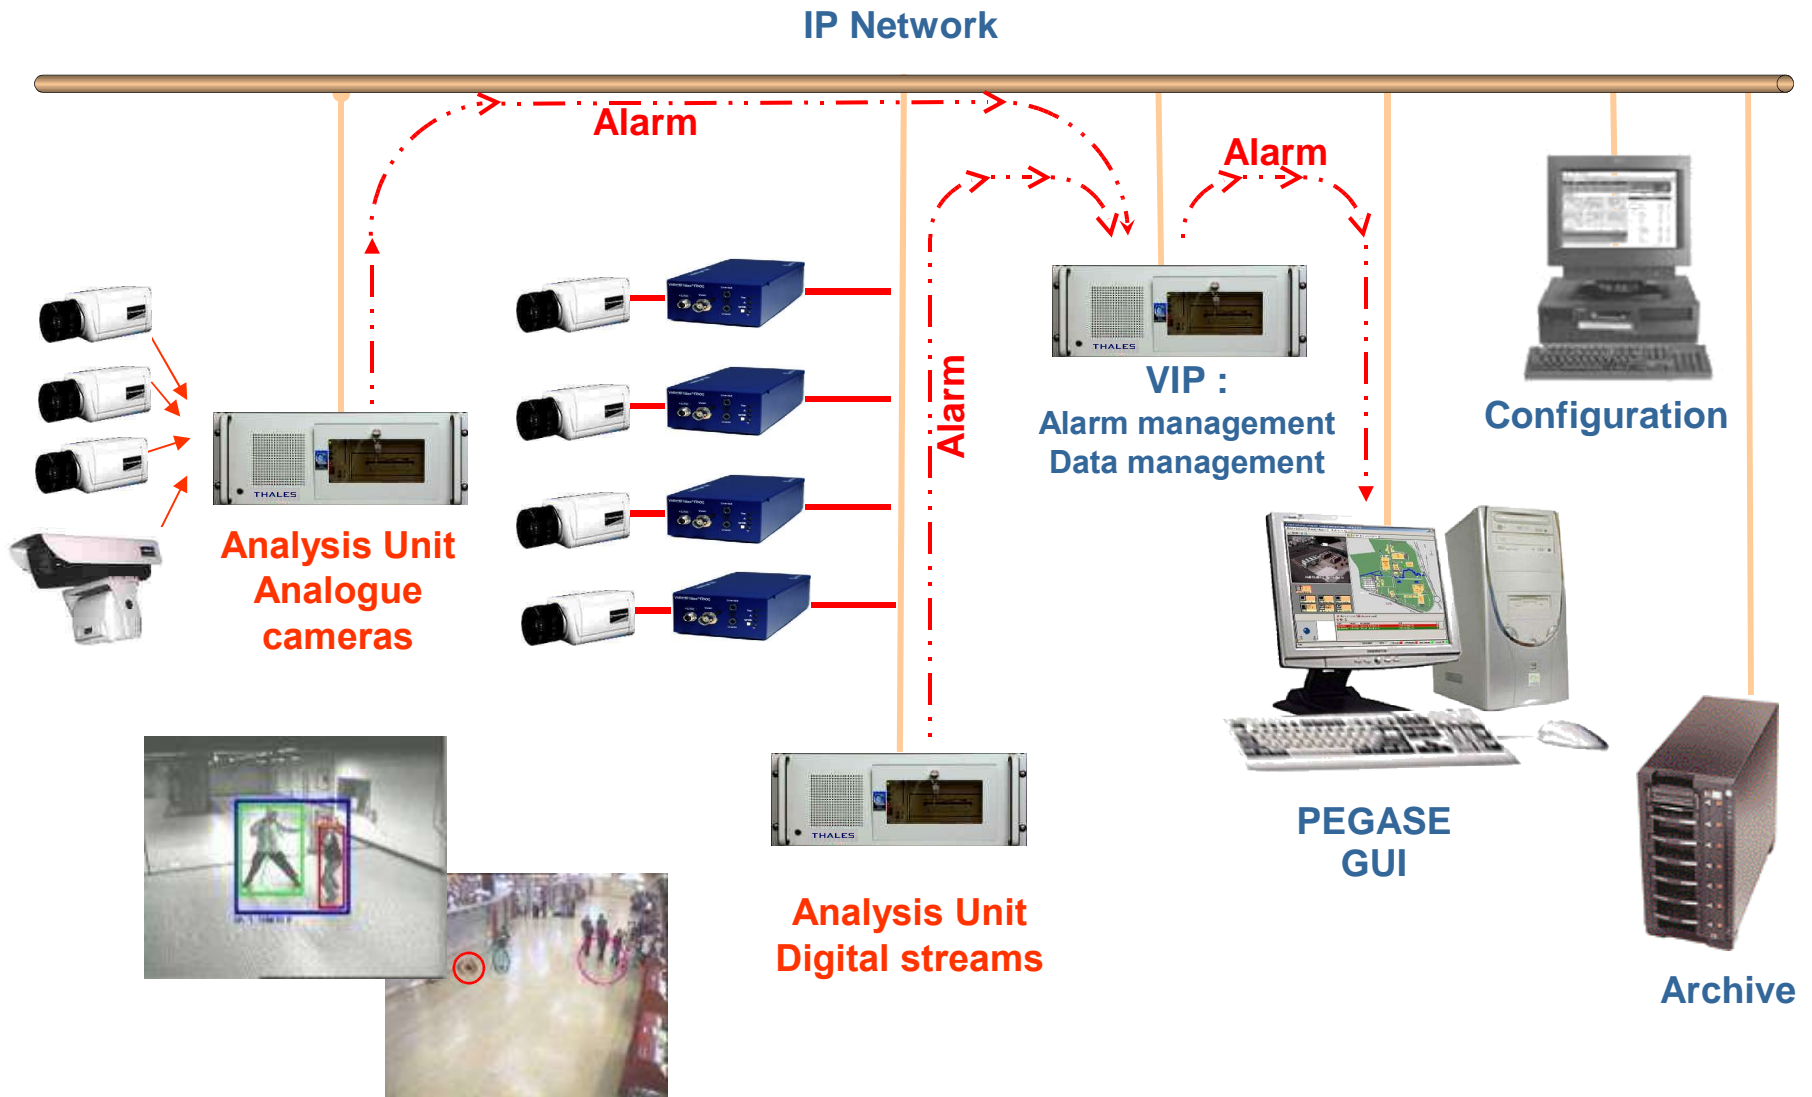 IP Network
Alarm
Alarm
Alarm
THALES
VIP :
Alarm management
Data management
Configuration
THALES
Analysis Unit
Analogue
cameras
THALES
Analysis Unit
Digital streams
PEGASE
GUI
Archive